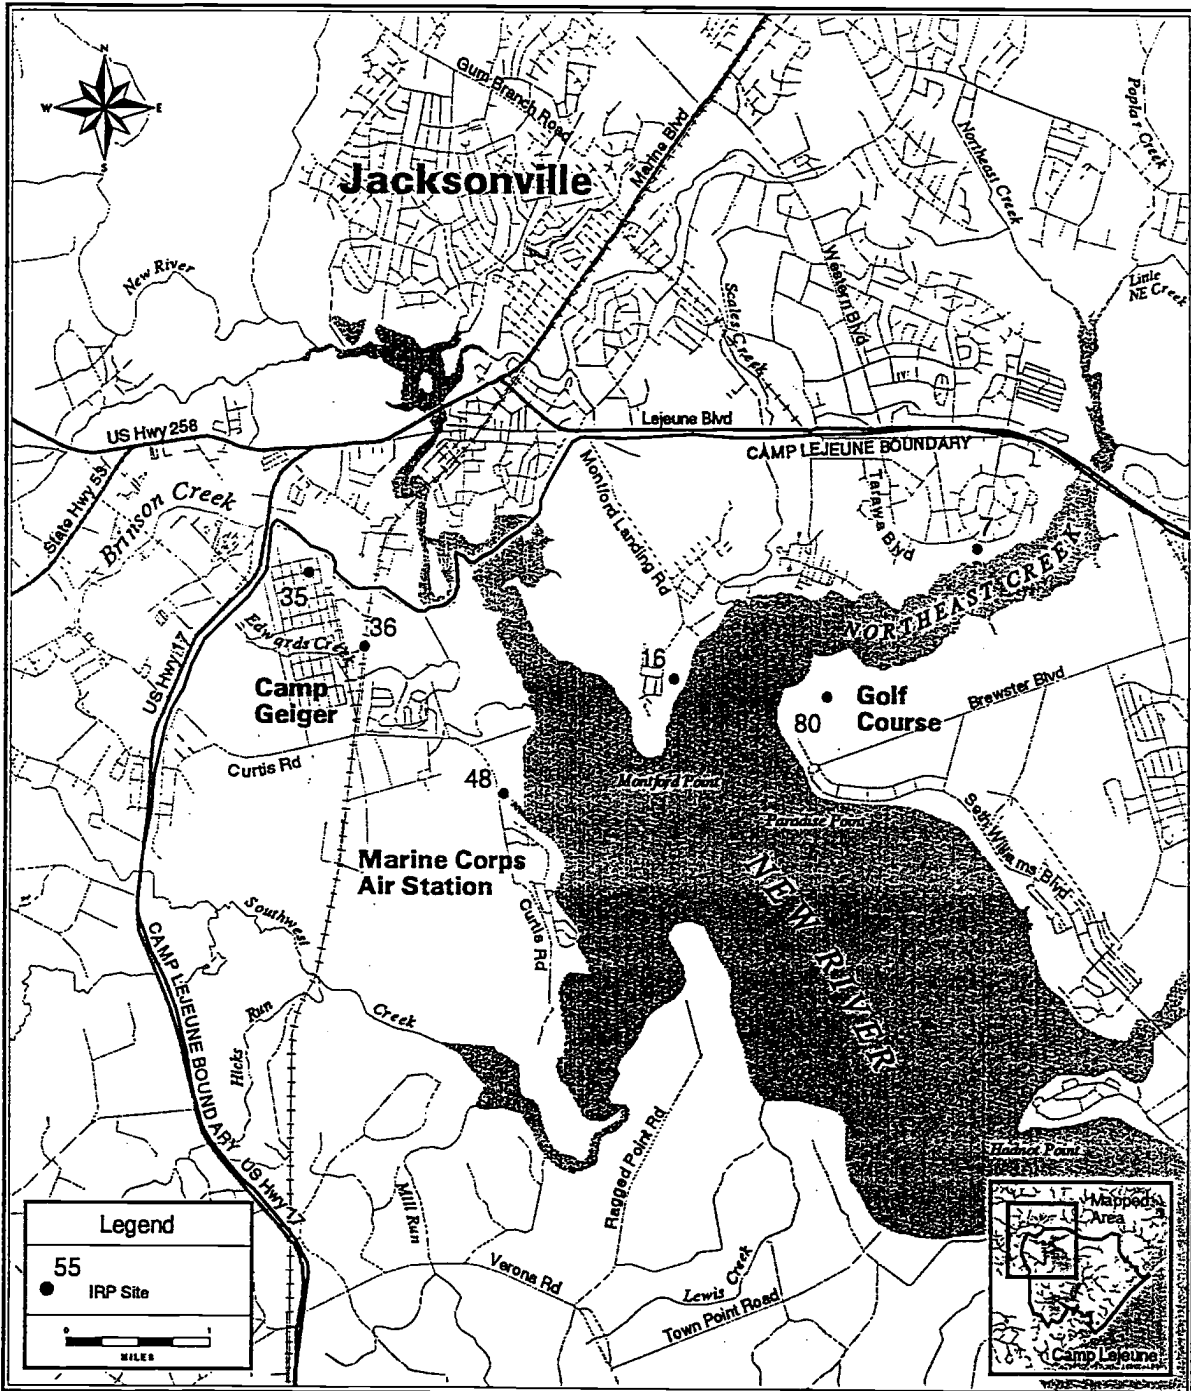 N
W
E
S
Gum Branch Road
Marine Blvd
Jacksonville
Poplar Creek
Northeast Creek
Little
NE Creek
New River
Scales Creek
Western Blvd
Lejeune Blvd
US Hwy 258
CAMP LEJEUNE BOUNDARY
State Hwy 53
Brinson Creek
Montford Landing Rd
Tarawa Blvd
7
NORTHEAST CREEK
35
Edwards Creek
36
US Hwy 17
16
Camp
Geiger
Golf
Course
80
Brewster Blvd
Curtis Rd
48
Montford Point
Paradise Point
Seth Williams Blvd
Marine Corps
Air Station
NEW RIVER
Southwest
Creek
Curtis Rd
CAMP LEJEUNE BOUNDARY
Hicks Run
Ragged Point Rd
Hadnot Point
US Hwy 17
Mill Run
Verona Rd
Lewis Creek
Town Point Road
Legend
55
IRP Site
0
1
MILES
Mapped
Area
Camp Lejeune